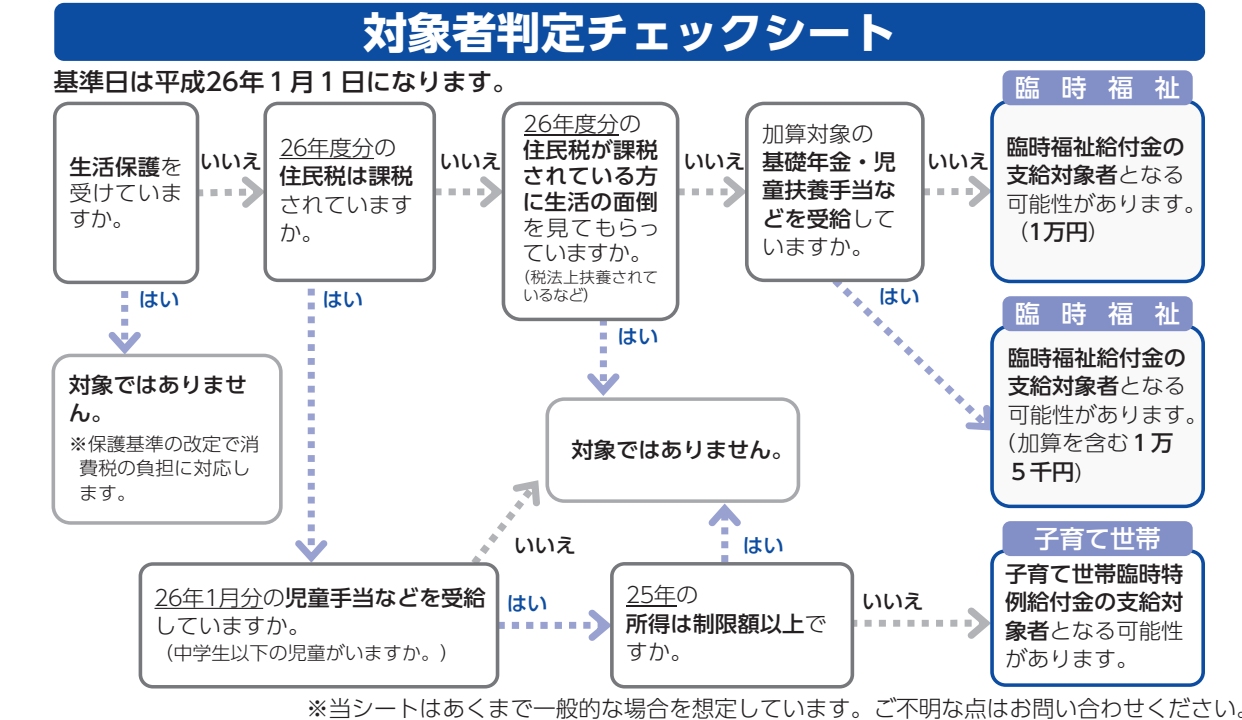 対象者判定チェックシート
基準日は平成26年１月１日になります。
生活保護を
受けていま
すか。
いいえ
はい
26年度分の
住民税は課税
されています
か。
いいえ
はい
26年度分の
住民税が課税
されている方
に生活の面倒
を見てもらっ
ていますか。
(税法上扶養されて
いるなど)
いいえ
はい
加算対象の
基礎年金・児
童扶養手当な
どを受給して
いますか。
いいえ
はい
臨時福祉
臨時福祉給付金の
支給対象者となる
可能性があります。
（1万円）
臨時福祉
臨時福祉給付金の
支給対象者となる
可能性があります。
(加算を含む１万
５千円)
対象ではありませ
ん。
※保護基準の改定で消
費税の負担に対応し
ます。
対象ではありません。
26年1月分の児童手当などを受給
していますか。
（中学生以下の児童がいますか。）
いいえ
はい
25年の
所得は制限額以上で
すか。
はい
いいえ
子育て世帯
子育て世帯臨時特
例給付金の支給対
象者となる可能性
があります。
※当シートはあくまで一般的な場合を想定しています。ご不明な点はお問い合わせください。